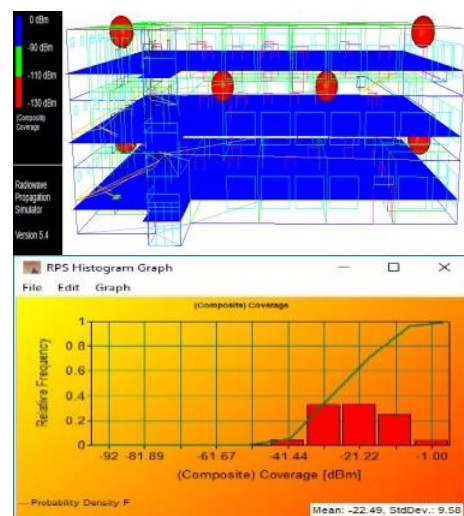 0 dBm
-90 dBm
-110 dBm
-130 dBm
(Composite)
Coverage
Radiowave
Propagation
Simulator
Version 5.4
RPS Histogram Graph
File Edit Graph
(Composite) Coverage
Relative Frequency
1
0.8
0.6
0.4
0.2
0
-92 -81.89 -61.67 -41.44 -21.22 -1.00
(Composite) Coverage [dBm]
Probability Density F
Mean: -22.49, StdDev.: 9.58